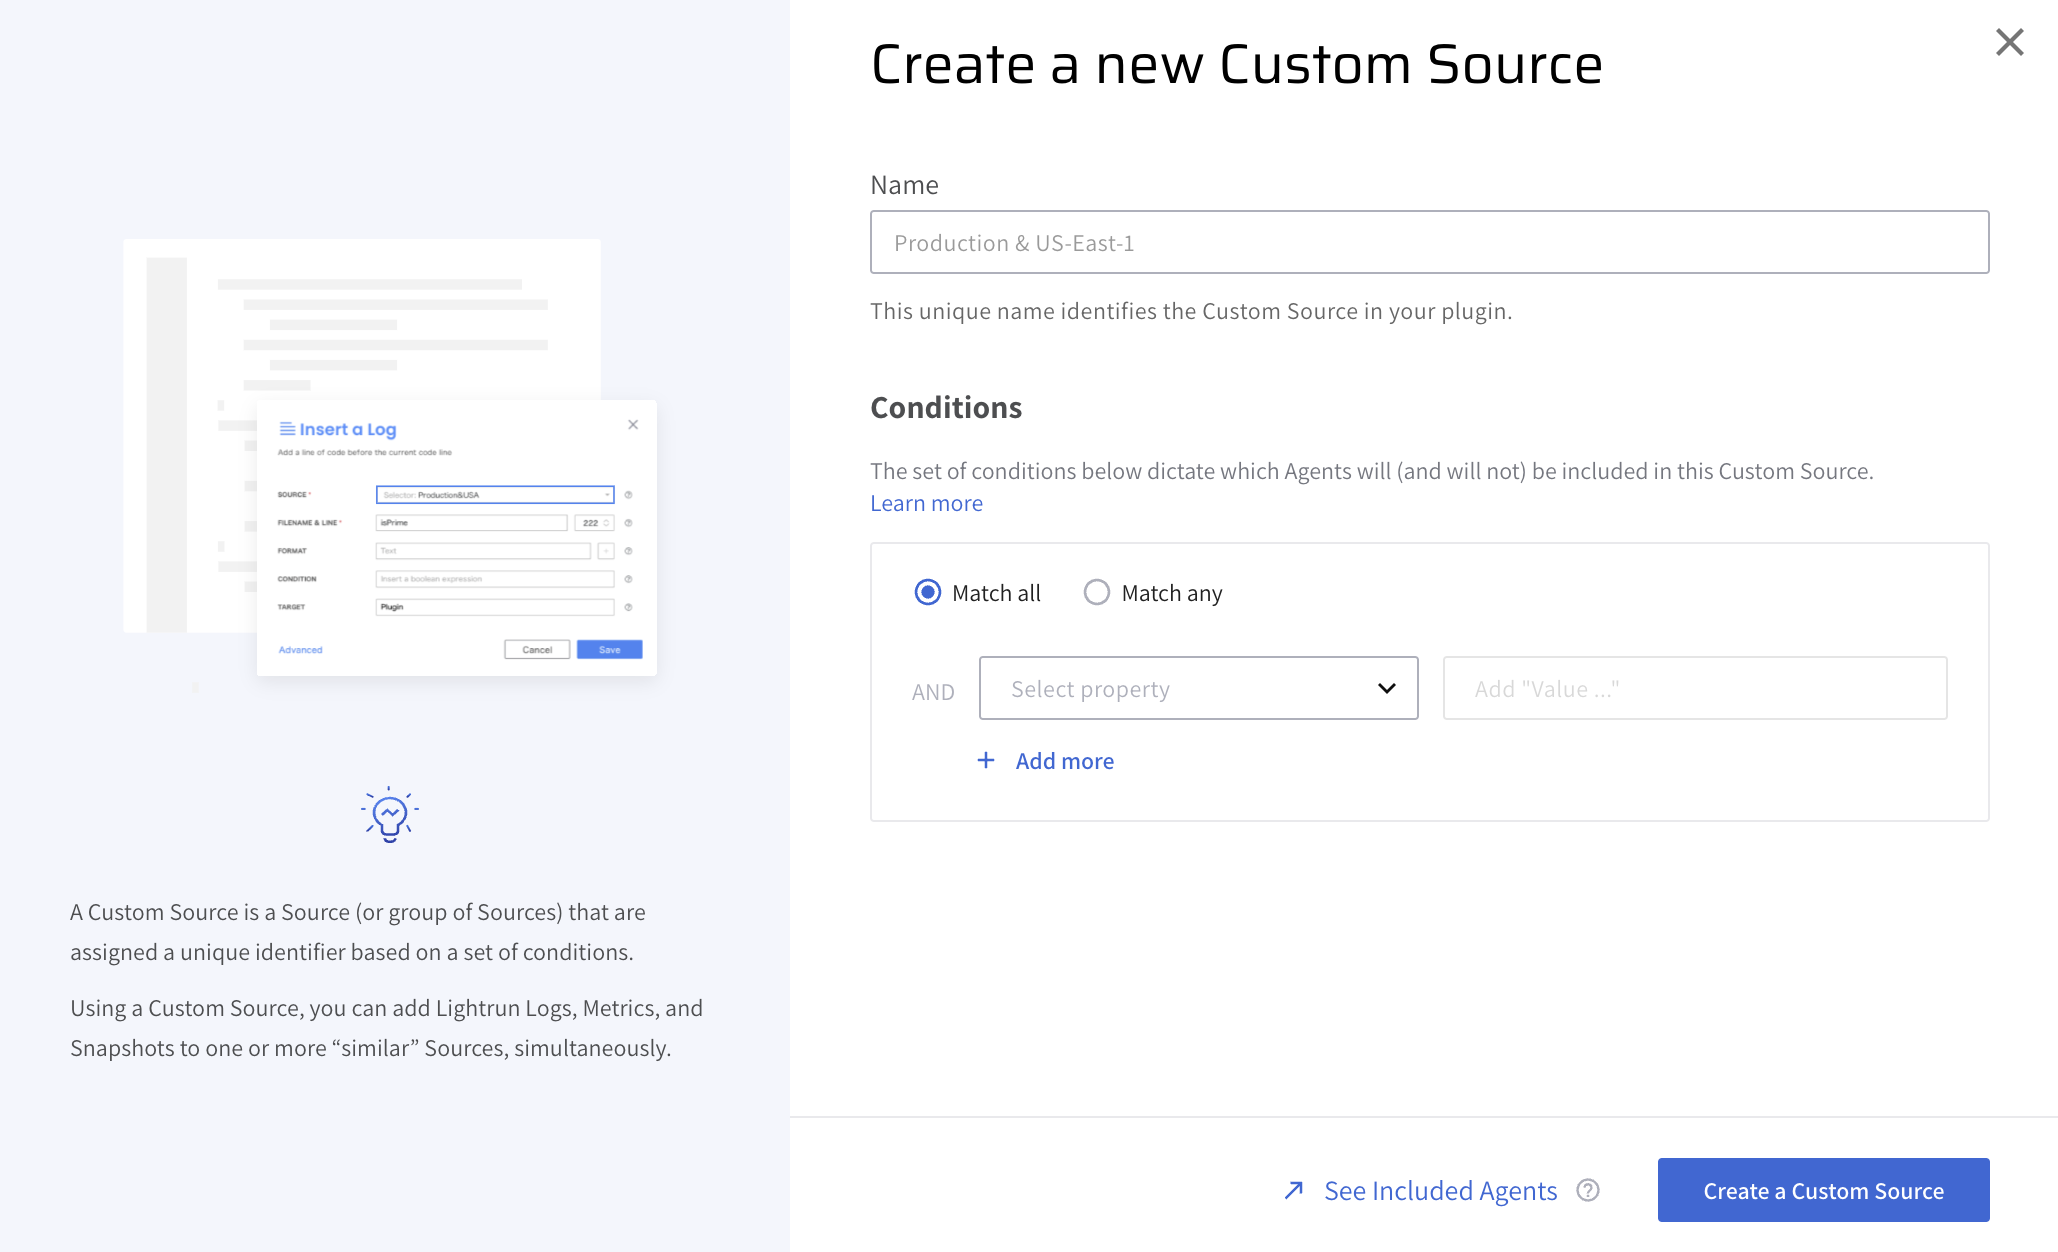 Create a new Custom Source
Name
Production & US-East-1
This unique name identifies the Custom Source in your plugin.
Conditions
The set of conditions below dictate which Agents will (and will not) be included in this Custom Source.
Learn more
Match all
Match any
AND
Select property
Add "Value ..."
+ Add more
See Included Agents ?
Create a Custom Source
Insert a Log
Add a line of code before the current code line
SOURCE *
Selector: Production&USA
?
FILENAME & LINE *
isPrime
222
?
FORMAT
Text
?
CONDITION
Insert a boolean expression
?
TARGET
Plugin
?
Advanced
Cancel
Save
A Custom Source is a Source (or group of Sources) that are
assigned a unique identifier based on a set of conditions.
Using a Custom Source, you can add Lightrun Logs, Metrics, and
Snapshots to one or more “similar” Sources, simultaneously.